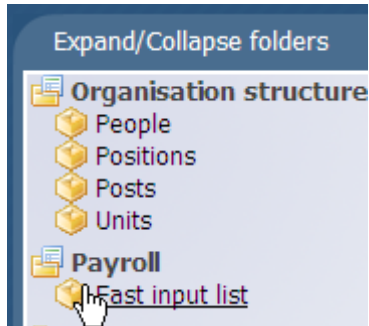 Expand/Collapse folders
Organisation structure
People
Positions
Posts
Units
Payroll
Fast input list